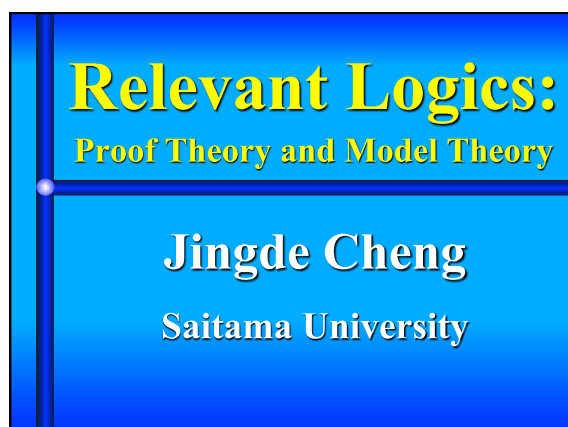 Relevant Logics:
Proof Theory and Model Theory
Jingde Cheng
Saitama University